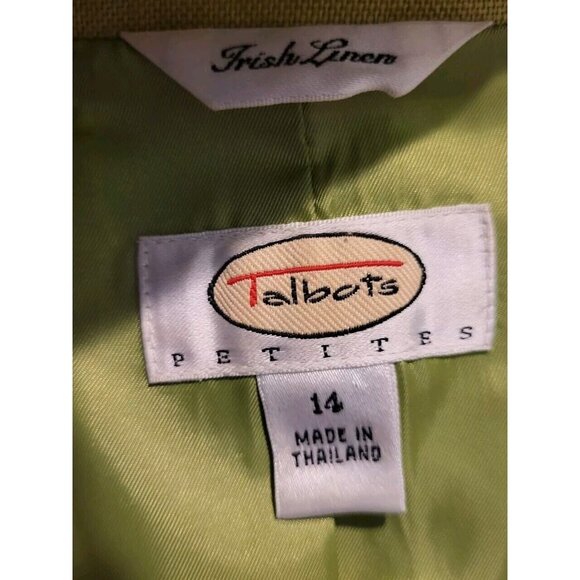 Irish Linen
Talbots
PETITES
14
MADE IN
THAILAND